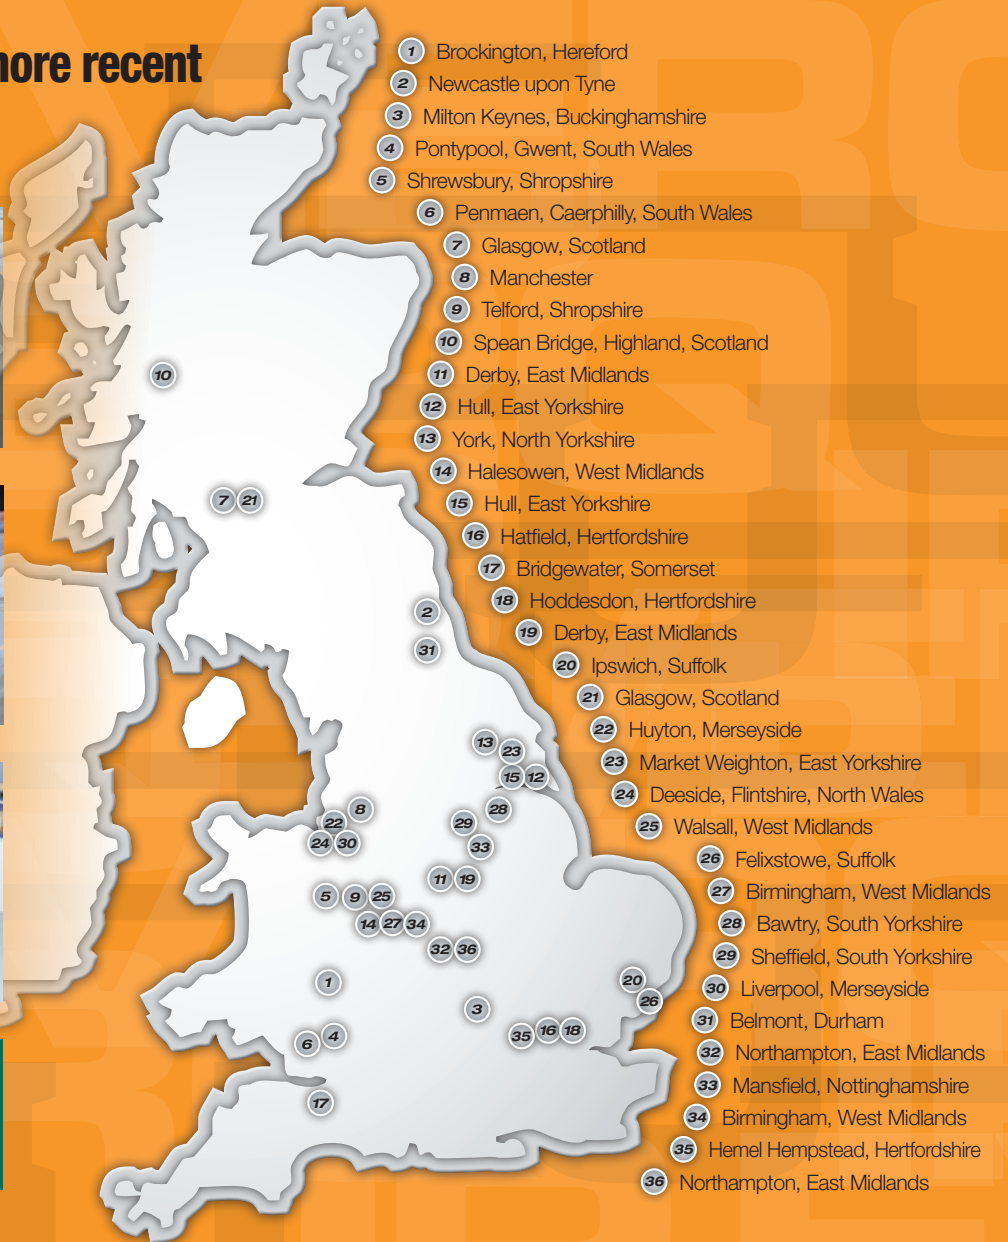 more recent
1 Brockington, Hereford
2 Newcastle upon Tyne
3 Milton Keynes, Buckinghamshire
4 Pontypool, Gwent, South Wales
5 Shrewsbury, Shropshire
6 Penmaen, Caerphilly, South Wales
7 Glasgow, Scotland
8 Manchester
9 Telford, Shropshire
10 Spean Bridge, Highland, Scotland
11 Derby, East Midlands
12 Hull, East Yorkshire
13 York, North Yorkshire
14 Halesowen, West Midlands
15 Hull, East Yorkshire
16 Hatfield, Hertfordshire
17 Bridgewater, Somerset
18 Hoddesdon, Hertfordshire
19 Derby, East Midlands
20 Ipswich, Suffolk
21 Glasgow, Scotland
22 Huyton, Merseyside
23 Market Weighton, East Yorkshire
24 Deeside, Flintshire, North Wales
25 Walsall, West Midlands
26 Felixstowe, Suffolk
27 Birmingham, West Midlands
28 Bawtry, South Yorkshire
29 Sheffield, South Yorkshire
30 Liverpool, Merseyside
31 Belmont, Durham
32 Northampton, East Midlands
33 Mansfield, Nottinghamshire
34 Birmingham, West Midlands
35 Hemel Hempstead, Hertfordshire
36 Northampton, East Midlands
10
7 21
2
31
13
23
15 12
8
28
22
29
24 30
33
11 19
5 9 25
14 27 34
32 36
1
20
26
3
6 4
35 16 18
17